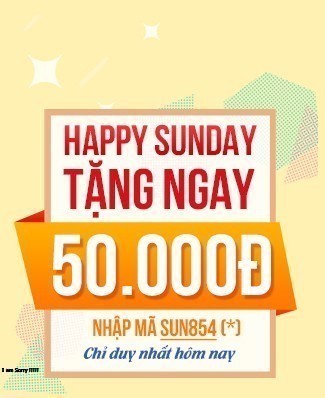 HAPPY SUNDAY
TẶNG NGAY
50.000Đ
NHẬP MÃ SUN854 (*)
Chỉ duy nhất hôm nay
I am Sorry !!!!!